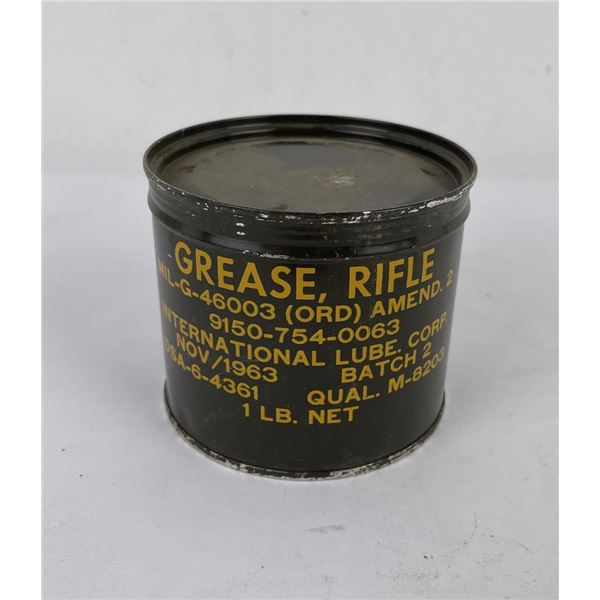 GREASE, RIFLE
MIL-G-46003 (ORD) AMEND. 2
9150-754-0063
INTERNATIONAL LUBE. CORP.
NOV/1963 BATCH 2
DSA-6-4361 QUAL. M-8203
1 LB. NET